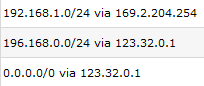 192.168.1.0/24 via 169.2.204.254
196.168.0.0/24 via 123.32.0.1
0.0.0.0/0 via 123.32.0.1